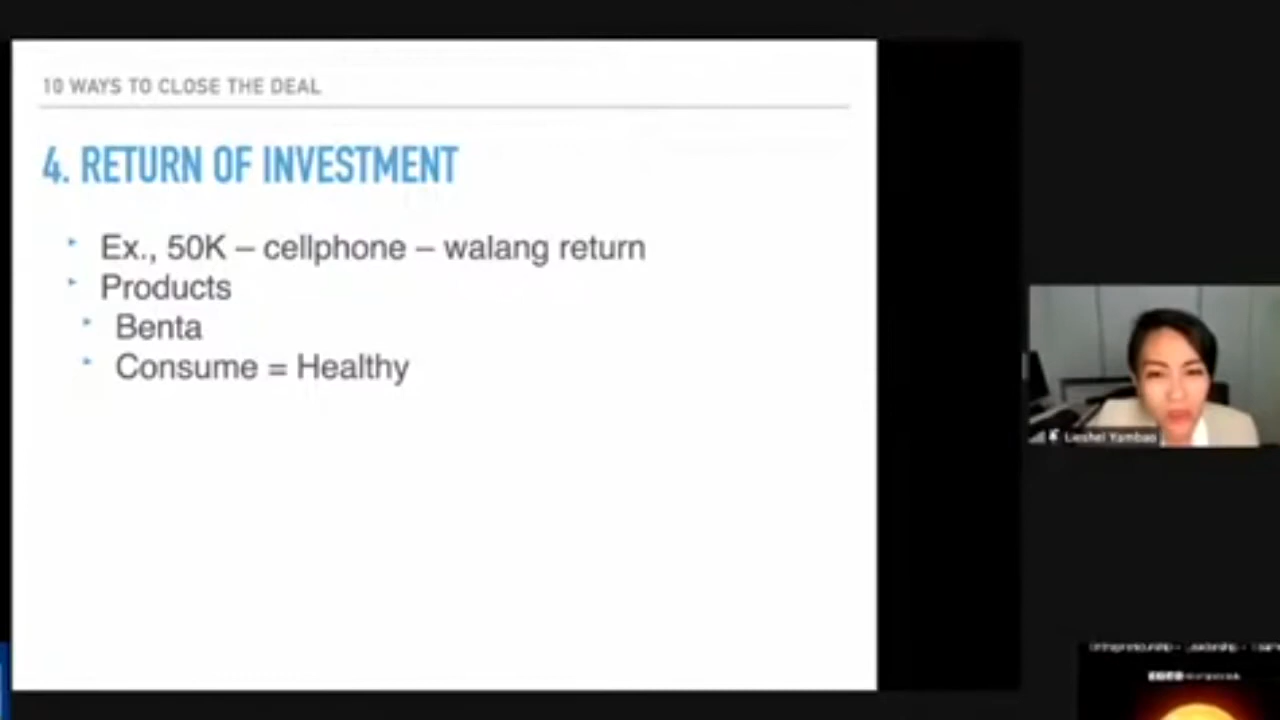 10 WAYS TO CLOSE THE DEAL
4. RETURN OF INVESTMENT
Ex., 50K – cellphone – walang return
Products
Benta
Consume = Healthy
Lieshel Yambao